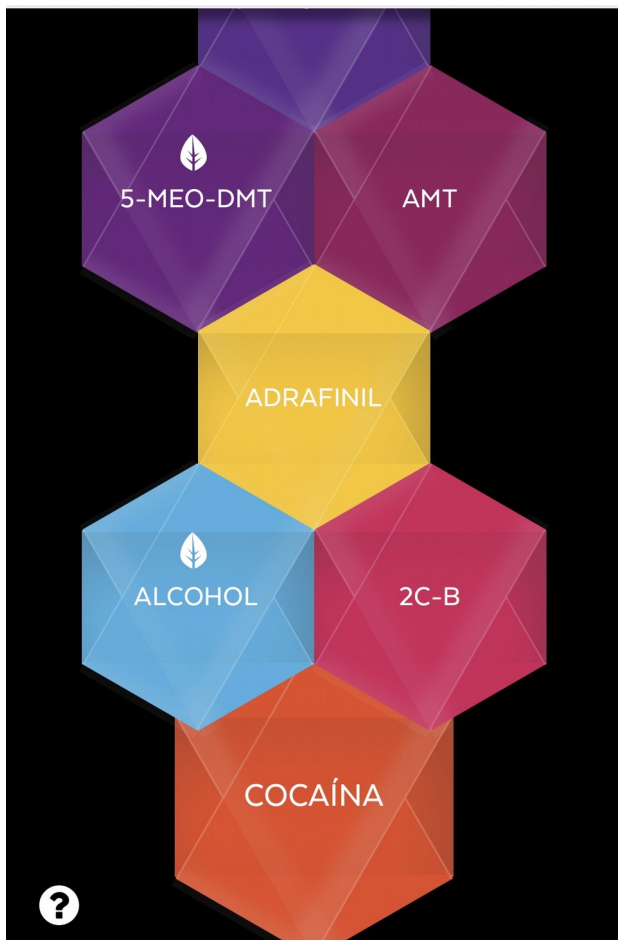 5-MEO-DMT
AMT
ADRAFINIL
ALCOHOL
2C-B
COCAÍNA
?